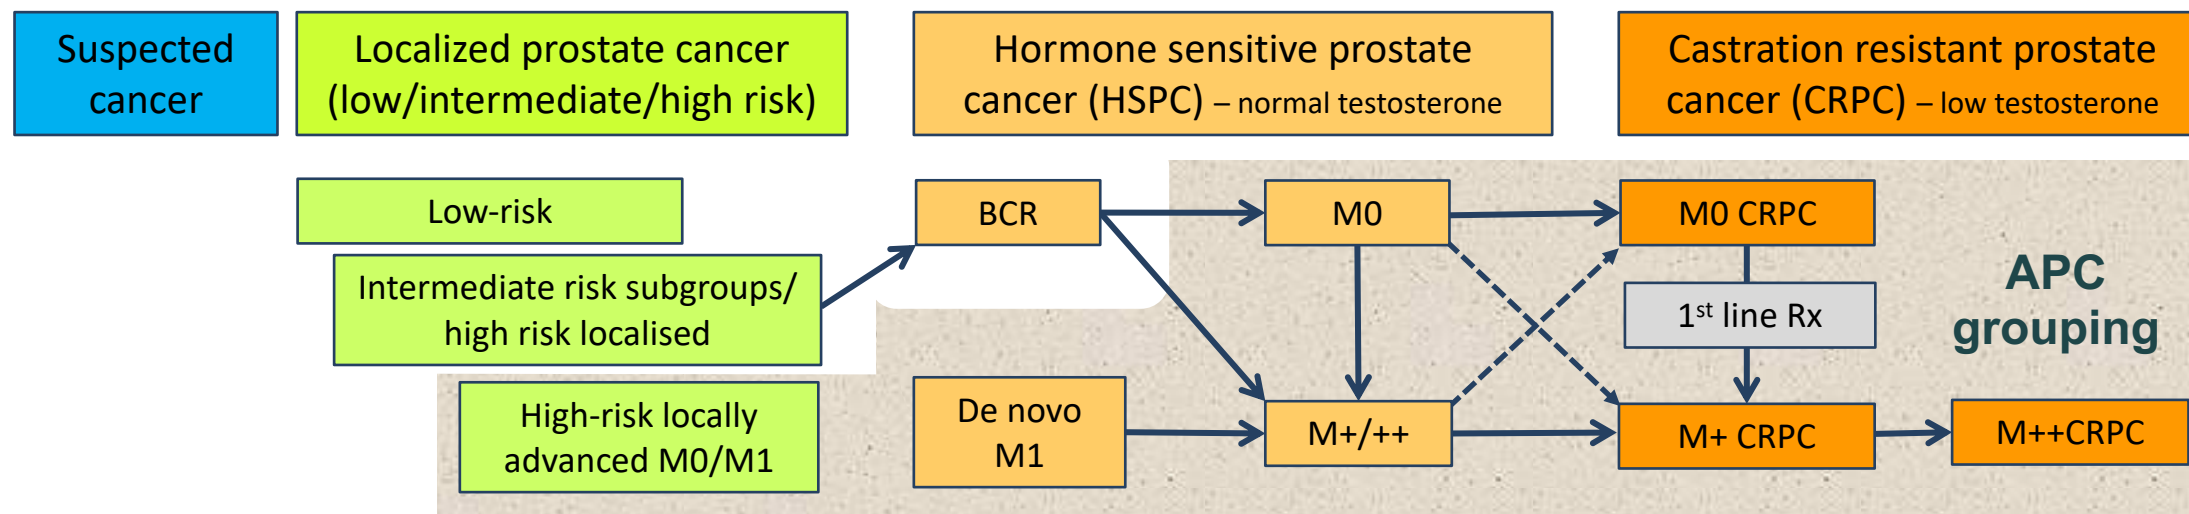 Suspected
cancer
Localized prostate cancer
(low/intermediate/high risk)
Hormone sensitive prostate
cancer (HSPC) – normal testosterone
Castration resistant prostate
cancer (CRPC) – low testosterone
Low-risk
BCR
M0
M0 CRPC
Intermediate risk subgroups/
high risk localised
1st line Rx
APC
grouping
High-risk locally
advanced M0/M1
De novo
M1
M+/++
M+ CRPC
M++CRPC